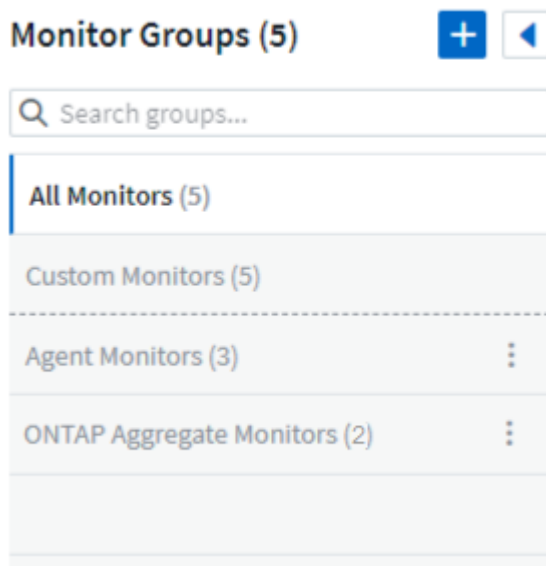 Monitor Groups (5)
Search groups...
All Monitors (5)
Custom Monitors (5)
Agent Monitors (3)
ONTAP Aggregate Monitors (2)